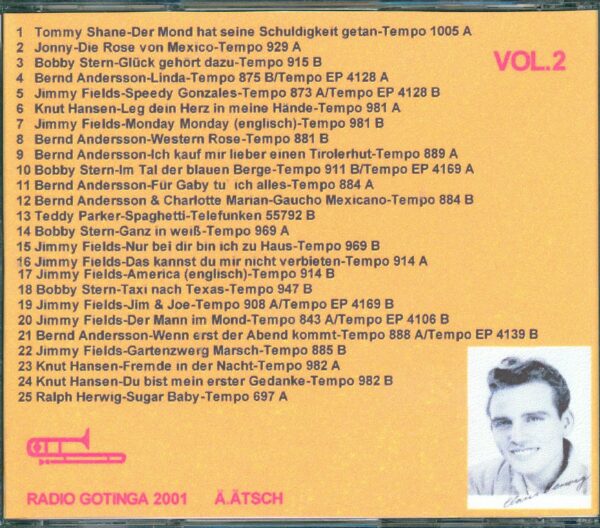 1 Tommy Shane-Der Mond hat seine Schuldigkeit getan-Tempo 1005 A
2 Jonny-Die Rose von Mexico-Tempo 929 A
3 Bobby Stern-Glück gehört dazu-Tempo 915 B
4 Bernd Andersson-Linda-Tempo 875 B/Tempo EP 4128 A
5 Jimmy Fields-Speedy Gonzales-Tempo 873 A/Tempo EP 4128 B
6 Knut Hansen-Leg dein Herz in meine Hände-Tempo 981 A
7 Jimmy Fields-Monday Monday (englisch)-Tempo 981 B
8 Bernd Andersson-Western Rose-Tempo 881 B
9 Bernd Andersson-Ich kauf mir lieber einen Tirolerhut-Tempo 889 A
10 Bobby Stern-Im Tal der blauen Berge-Tempo 911 B/Tempo EP 4169 A
11 Bernd Andersson-Für Gaby tu` ich alles-Tempo 884 A
12 Bernd Andersson & Charlotte Marian-Gaucho Mexicano-Tempo 884 B
13 Teddy Parker-Spaghetti-Telefunken 55792 B
14 Bobby Stern-Ganz in weiß-Tempo 969 A
15 Jimmy Fields-Nur bei dir bin ich zu Haus-Tempo 969 B
16 Jimmy Fields-Das kannst du mir nicht verbieten-Tempo 914 A
17 Jimmy Fields-America (englisch)-Tempo 914 B
18 Bobby Stern-Taxi nach Texas-Tempo 947 B
19 Jimmy Fields-Jim & Joe-Tempo 908 A/Tempo EP 4169 B
20 Jimmy Fields-Der Mann im Mond-Tempo 843 A/Tempo EP 4106 B
21 Bernd Andersson-Wenn erst der Abend kommt-Tempo 888 A/Tempo EP 4139 B
22 Jimmy Fields-Gartenzwerg Marsch-Tempo 885 B
23 Knut Hansen-Fremde in der Nacht-Tempo 982 A
24 Knut Hansen-Du bist mein erster Gedanke-Tempo 982 B
25 Ralph Herwig-Sugar Baby-Tempo 697 A
VOL.2
RADIO GOTINGA 2001 Ä.ÄTSCH